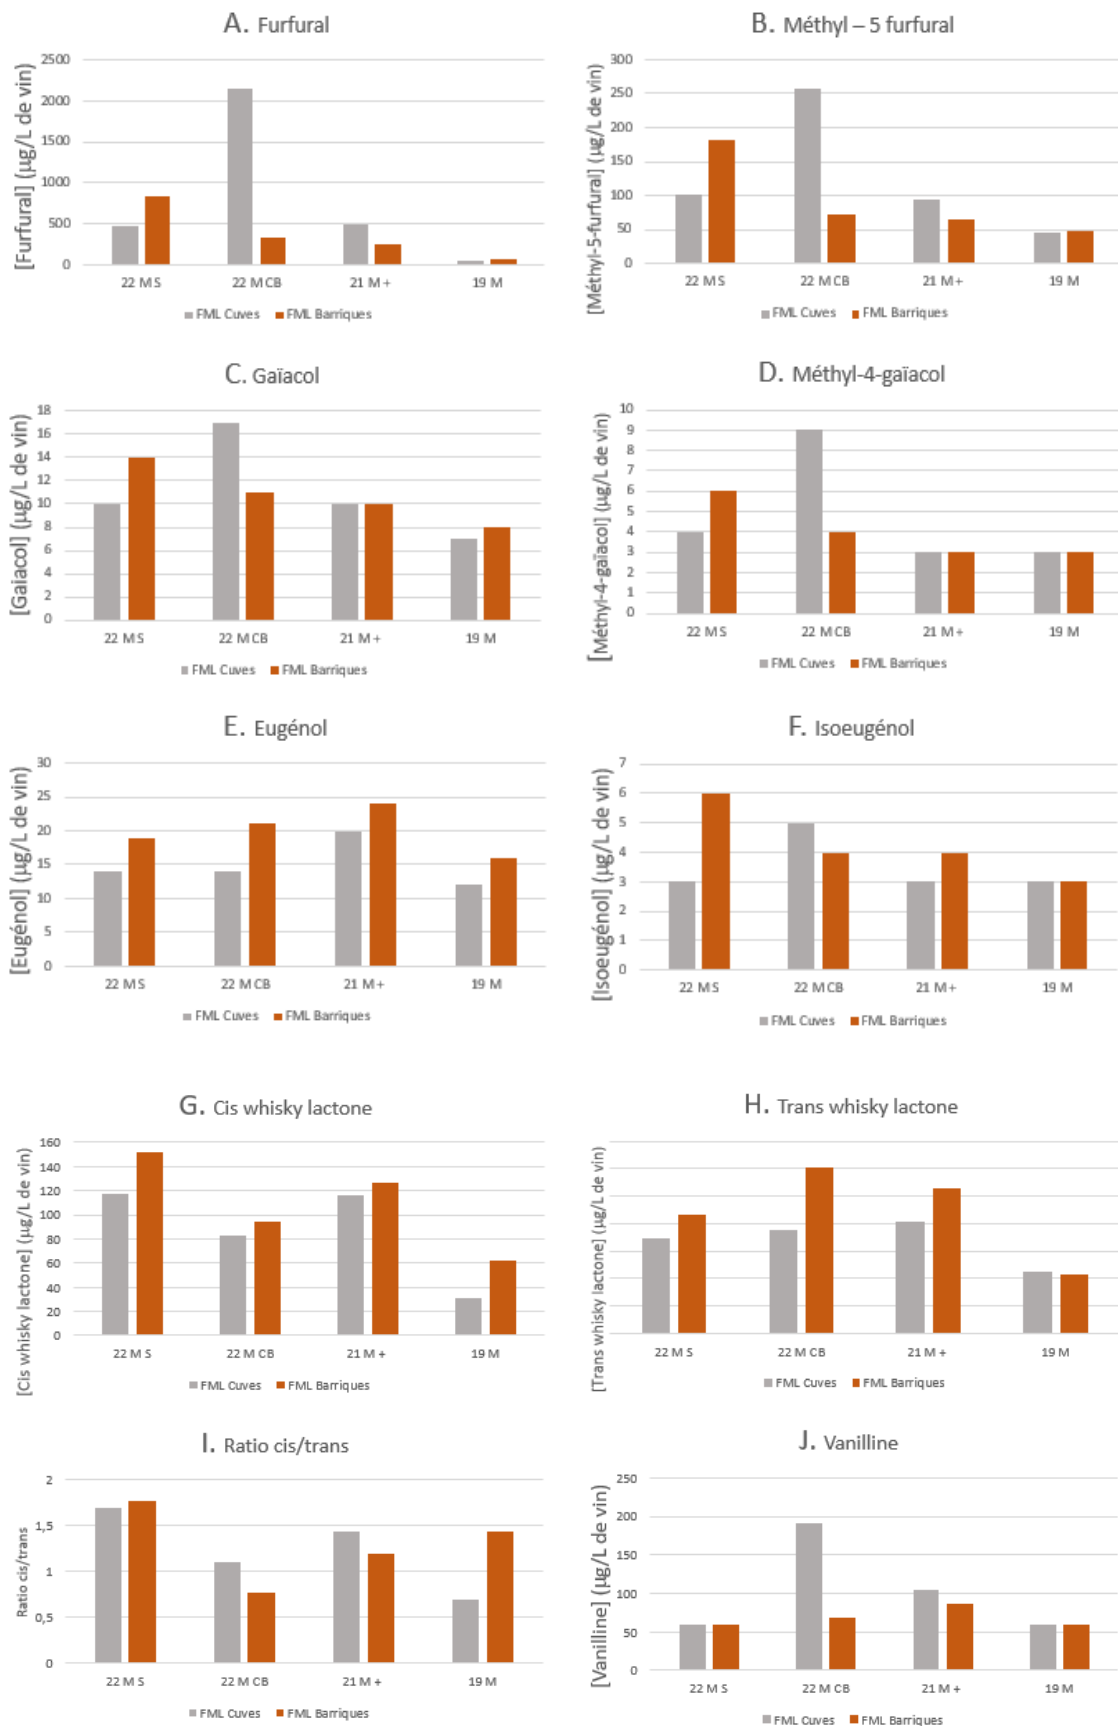 A. Furfural
[Furfural] (µg/L de vin)
2500
2000
1500
1000
500
0
22 M S
22 M CB
21 M +
19 M
FML Cuves
FML Barriques
B. Méthyl – 5 furfural
[Méthyl-5-furfural] (µg/L de vin)
300
250
200
150
100
50
0
22 M S
22 M CB
21 M +
19 M
FML Cuves
FML Barriques
C. Gaïacol
[Gaïacol] (µg/L de vin)
18
16
14
12
10
8
6
4
2
0
22 M S
22 M CB
21 M +
19 M
FML Cuves
FML Barriques
D. Méthyl-4-gaïacol
[Méthyl-4-gaïacol] (µg/L de vin)
10
9
8
7
6
5
4
3
2
1
0
22 M S
22 M CB
21 M +
19 M
FML Cuves
FML Barriques
E. Eugénol
[Eugénol] (µg/L de vin)
30
25
20
15
10
5
0
22 M S
22 M CB
21 M +
19 M
FML Cuves
FML Barriques
F. Isoeugénol
[Isoeugénol] (µg/L de vin)
7
6
5
4
3
2
1
0
22 M S
22 M CB
21 M +
19 M
FML Cuves
FML Barriques
G. Cis whisky lactone
[Cis whisky lactone] (µg/L de vin)
160
140
120
100
80
60
40
20
0
22 M S
22 M CB
21 M +
19 M
FML Cuves
FML Barriques
H. Trans whisky lactone
[Trans whisky lactone] (µg/L de vin)
22 M S
22 M CB
21 M +
19 M
FML Cuves
FML Barriques
I. Ratio cis/trans
Ratio cis/trans
2
1,5
1
0,5
0
22 M S
22 M CB
21 M +
19 M
FML Cuves
FML Barriques
J. Vanilline
[Vanilline] (µg/L de vin)
250
200
150
100
50
0
22 M S
22 M CB
21 M +
19 M
FML Cuves
FML Barriques